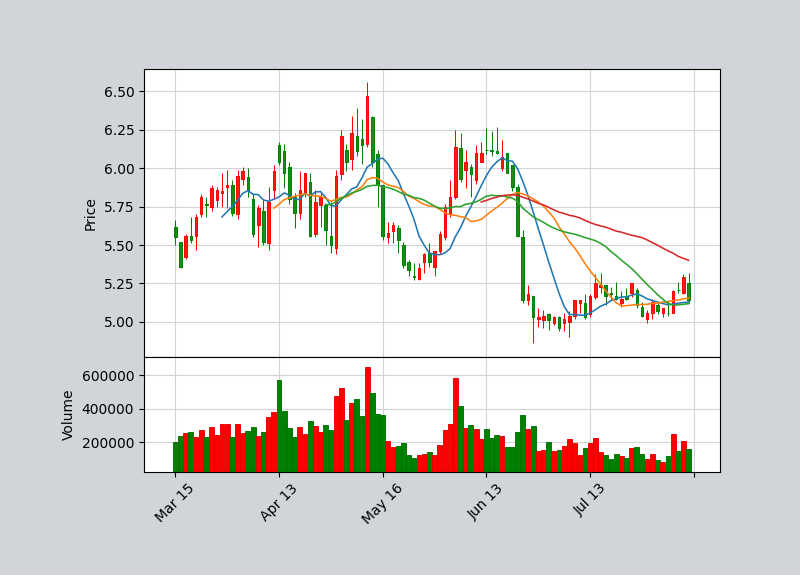 6.50
6.25
6.00
5.75
5.50
5.25
5.00
Price
600000
400000
200000
Volume
Mar 15
Apr 13
May 16
Jun 13
Jul 13